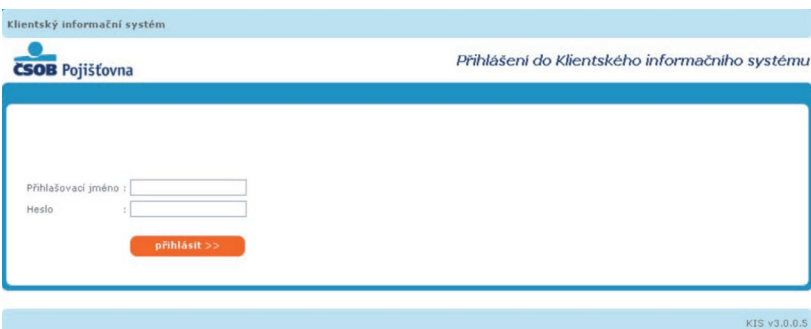 Klientský informační systém
ČSOB Pojišťovna
Přihlášení do Klientského informačního systému
Přihlašovací jméno :
Heslo :
přihlásit >>
KIS v3.0.0.5